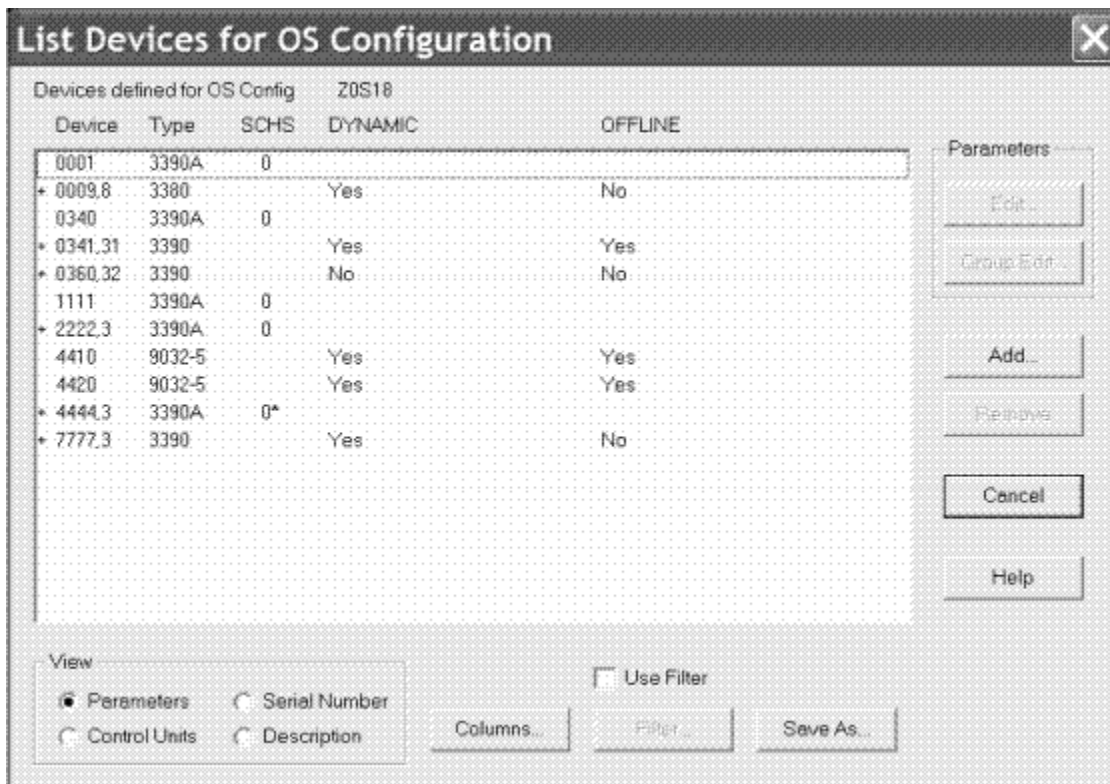 List Devices for OS Configuration
Devices defined for OS Config Z0S18
Device Type SCHS DYNAMIC OFFLINE
0001 3390A 0
+ 0009,8 3380 Yes No
0340 3390A 0
+ 0341,31 3390 Yes Yes
+ 0360,32 3390 No No
1111 3390A 0
+ 2222,3 3390A 0
4410 9032-5 Yes Yes
4420 9032-5 Yes Yes
+ 4444,3 3390A 0*
+ 7777,3 3390 Yes No
Parameters
Edit...
Group Edit...
Add...
Remove
Cancel
Help
View
Parameters Serial Number
Control Units Description
Use Filter
Columns... Filter... Save As...